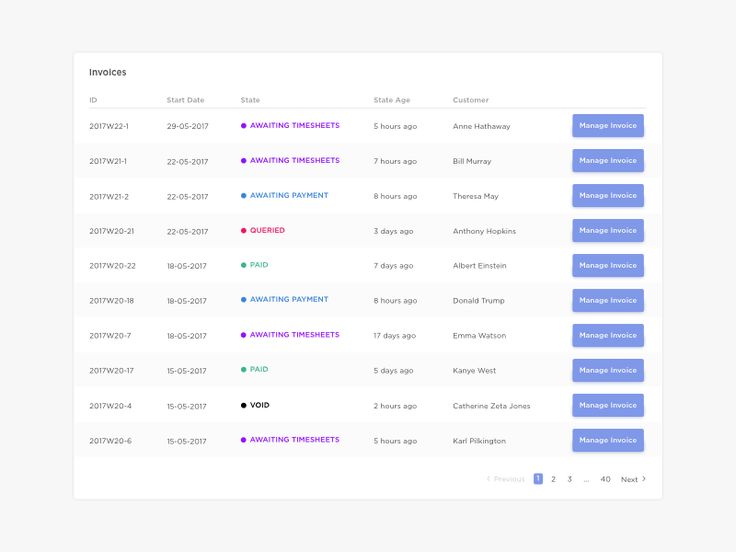 Invoices
ID Start Date State State Age Customer
2017W22-1 29-05-2017 AWAITING TIMESHEETS 5 hours ago Anne Hathaway Manage Invoice
2017W21-1 22-05-2017 AWAITING TIMESHEETS 7 hours ago Bill Murray Manage Invoice
2017W21-2 22-05-2017 AWAITING PAYMENT 8 hours ago Theresa May Manage Invoice
2017W20-21 22-05-2017 QUERIED 3 days ago Anthony Hopkins Manage Invoice
2017W20-22 18-05-2017 PAID 7 days ago Albert Einstein Manage Invoice
2017W20-18 18-05-2017 AWAITING PAYMENT 8 hours ago Donald Trump Manage Invoice
2017W20-7 18-05-2017 AWAITING TIMESHEETS 17 days ago Emma Watson Manage Invoice
2017W20-17 15-05-2017 PAID 5 days ago Kanye West Manage Invoice
2017W20-4 15-05-2017 VOID 2 hours ago Catherine Zeta Jones Manage Invoice
2017W20-6 15-05-2017 AWAITING TIMESHEETS 5 hours ago Karl Pilkington Manage Invoice
‹ Previous 1 2 3 ... 40 Next ›